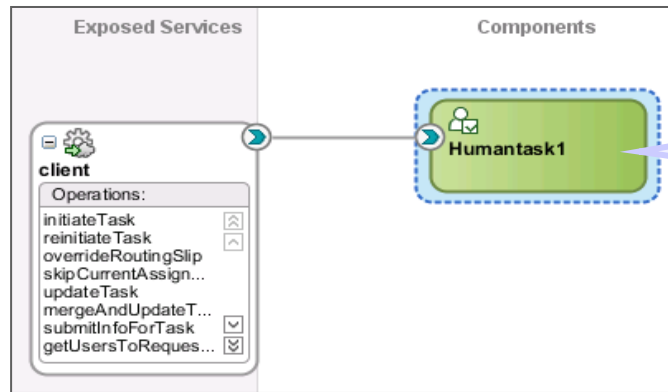 Exposed Services
Components
Humantask1
client
Operations:
initiateTask
reinitiateTask
overrideRoutingSlip
skipCurrentAssign...
updateTask
mergeAndUpdateT...
submitInfoForTask
getUsersToReques...